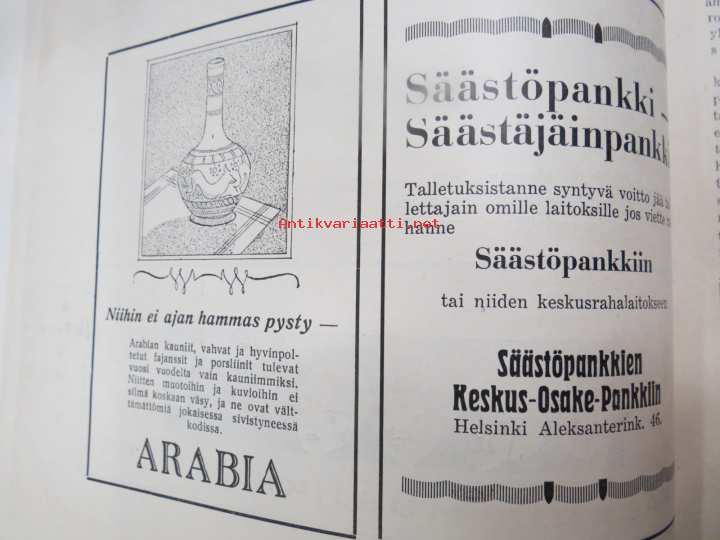 Niihin ei ajan hammas pysty —
Arabian kauniit, vahvat ja hyvinpol-
tetut fajanssit ja porsliinit tulevat
vuosi vuodelta vain kauniimmiksi.
Niitten muotoihin ja kuvioihin ei
silmä koskaan väsy, ja ne ovat vält-
tämättömiä jokaisessa sivistyneessä
kodissa.
ARABIA
Säästöpankki —
Säästäjäinpankki
Talletuksistanne syntyvä voitto jää
lettajain omille laitoksille jos viette
hanne
Säästöpankkiin
tai niiden keskusrahalaitokseen
Säästöpankkien
Keskus-Osake-Pankkiin
Helsinki Aleksanterink. 46.
Antikvariaatti.net